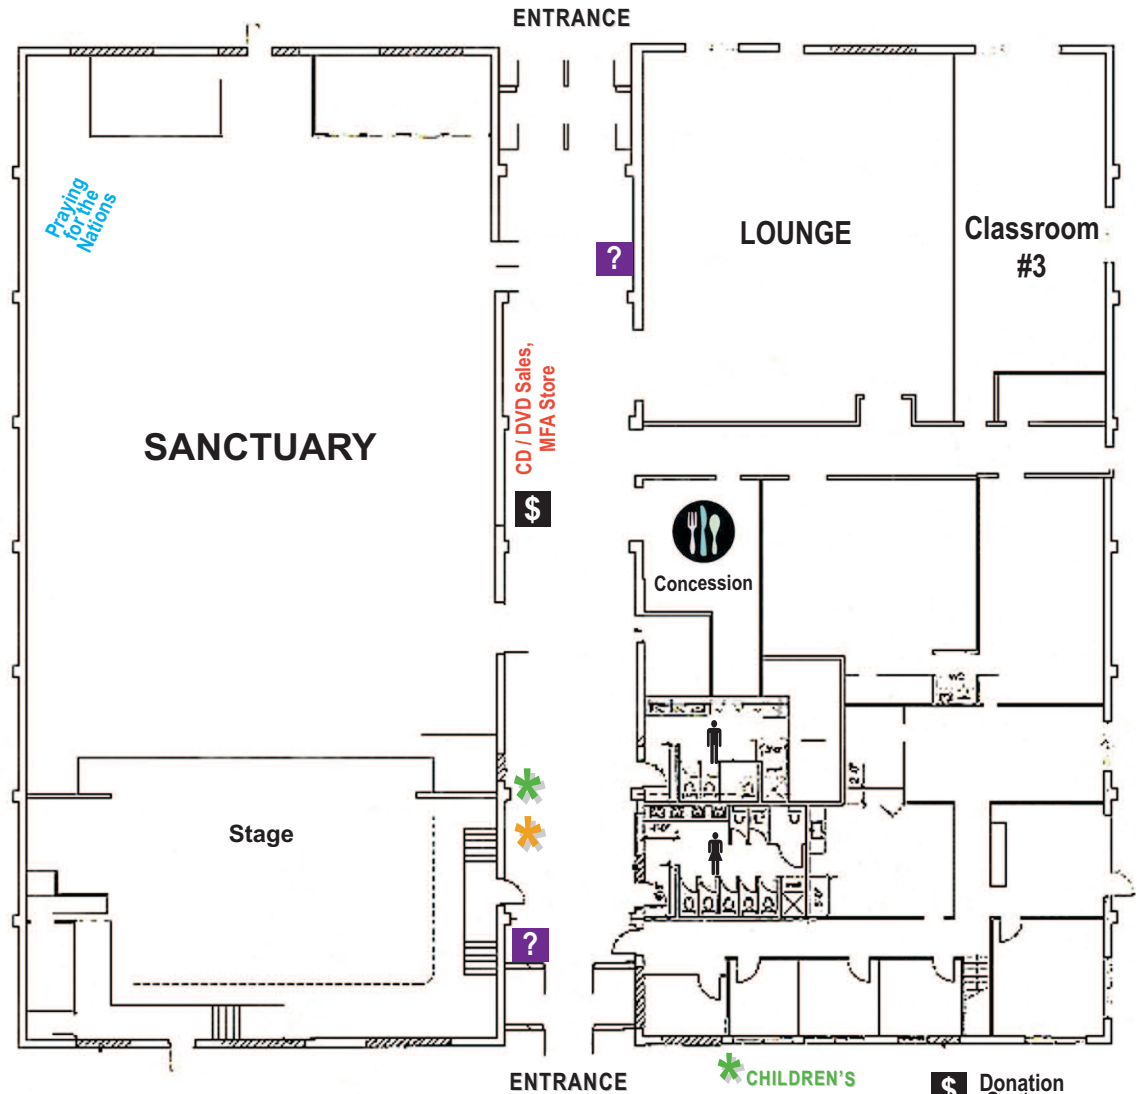 ENTRANCE
Praying
for the
Nations
LOUNGE
Classroom
#3
?
CD / DVD Sales,
MFA Store
SANCTUARY
$
Concession
Stage
?
ENTRANCE
CHILDREN'S
$
Donation